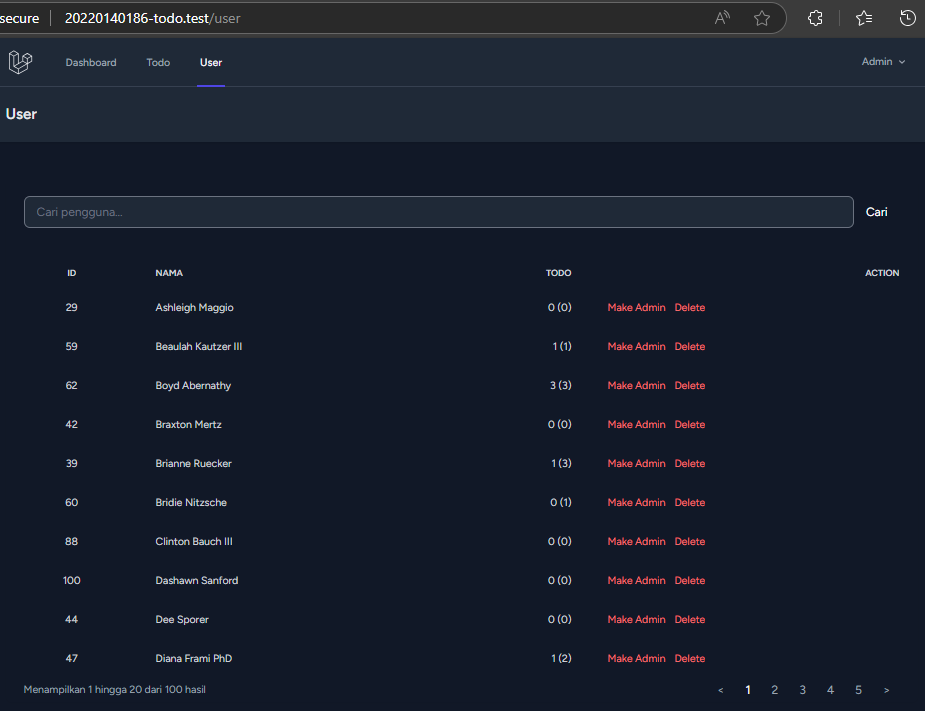 secure 20220140186-todo.test/user
Dashboard Todo User Admin
User
Cari pengguna... Cari
ID NAMA TODO ACTION
29 Ashleigh Maggio 0 (0) Make Admin Delete
59 Beaulah Kautzer III 1 (1) Make Admin Delete
62 Boyd Abernathy 3 (3) Make Admin Delete
42 Braxton Mertz 0 (0) Make Admin Delete
39 Brianne Ruecker 1 (3) Make Admin Delete
60 Bridie Nitzsche 0 (1) Make Admin Delete
88 Clinton Bauch III 0 (0) Make Admin Delete
100 Dashawn Sanford 0 (0) Make Admin Delete
44 Dee Sporer 0 (0) Make Admin Delete
47 Diana Frami PhD 1 (2) Make Admin Delete
Menampilkan 1 hingga 20 dari 100 hasil < 1 2 3 4 5 >